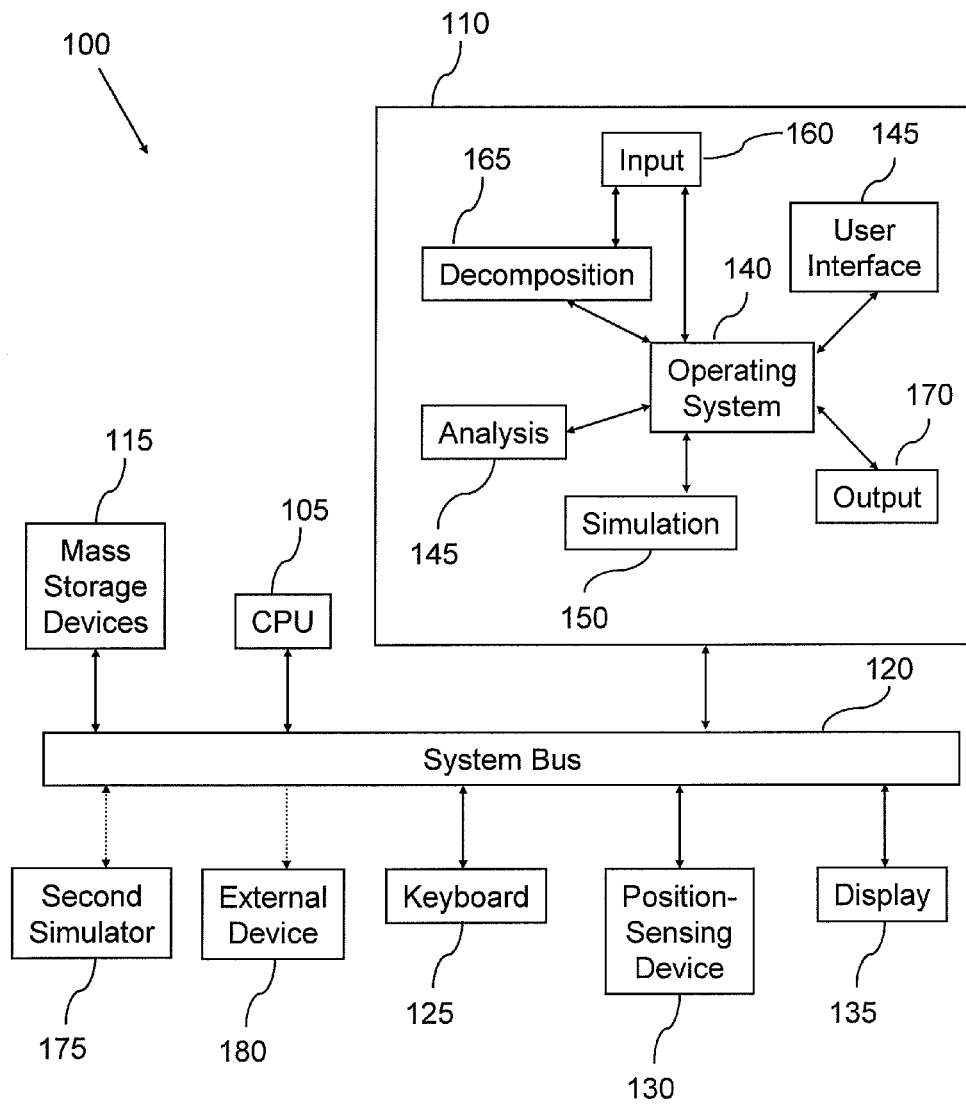 100
110
Input
160
145
165
User
Interface
Decomposition
140
Operating
System
170
Analysis
Output
145
Simulation
150
115
105
Mass
Storage
Devices
CPU
120
System Bus
Second
Simulator
External
Device
Keyboard
Position-
Sensing
Device
Display
175
180
125
130
135